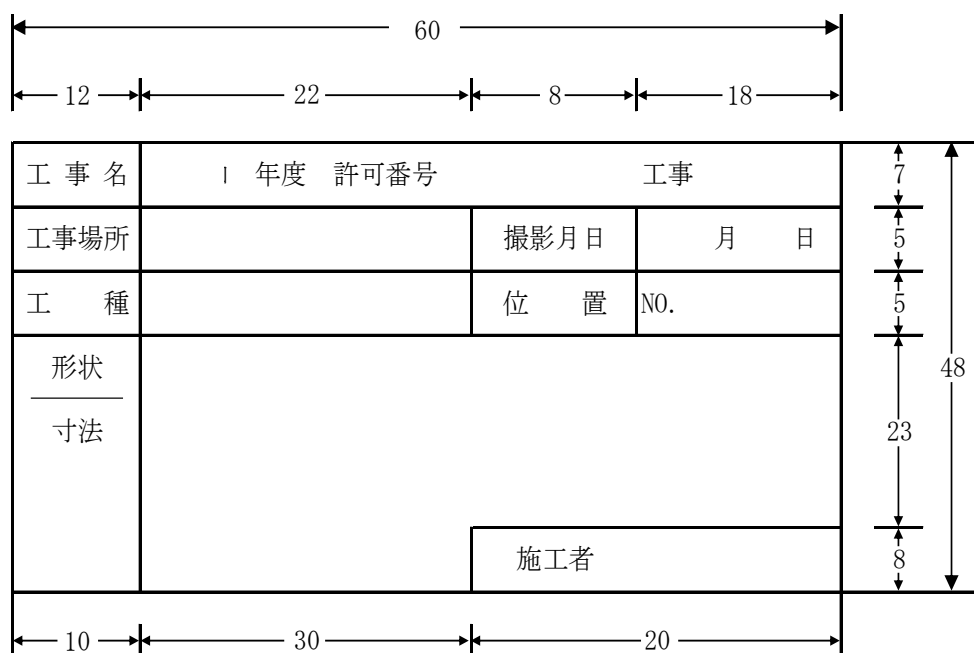 60
12 22 8 18
工事名 I 年度 許可番号 工事 7
工事場所 撮影月日 月 日 5
工 種 位 置 NO. 5
形状
48
寸法
23
施工者 8
10 30 20